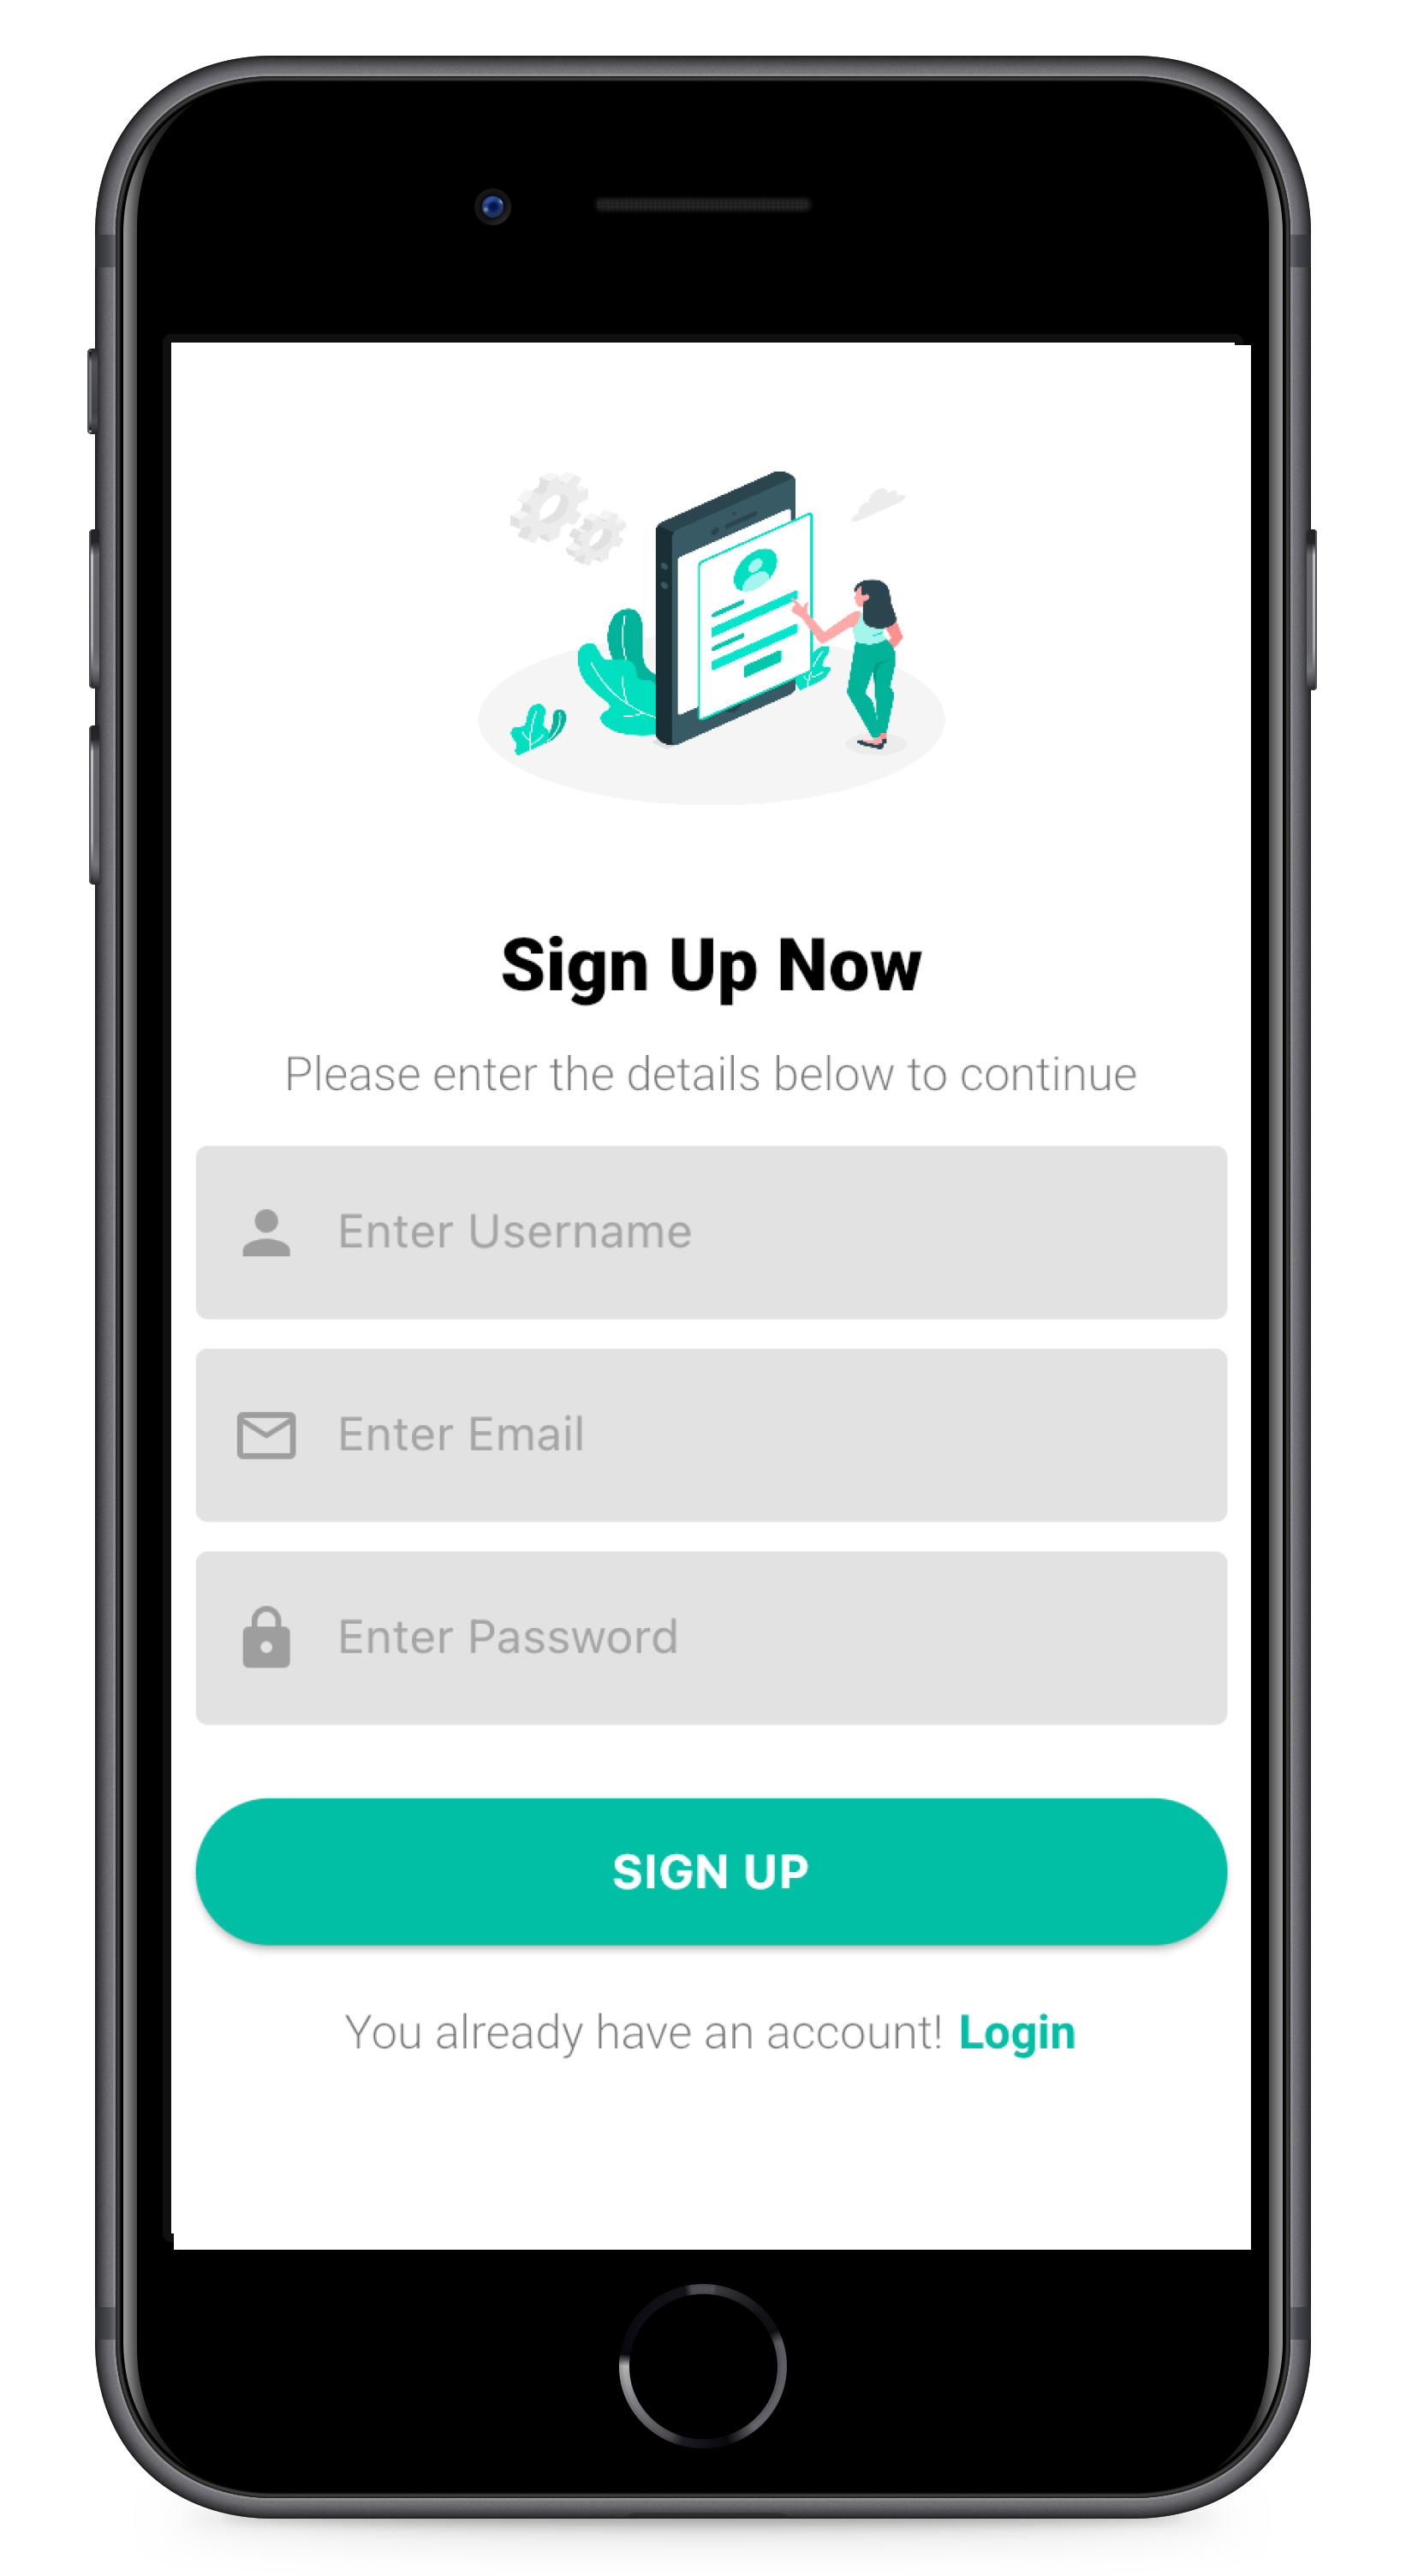 Sign Up Now
Please enter the details below to continue
Enter Username
Enter Email
Enter Password
SIGN UP
You already have an account! Login